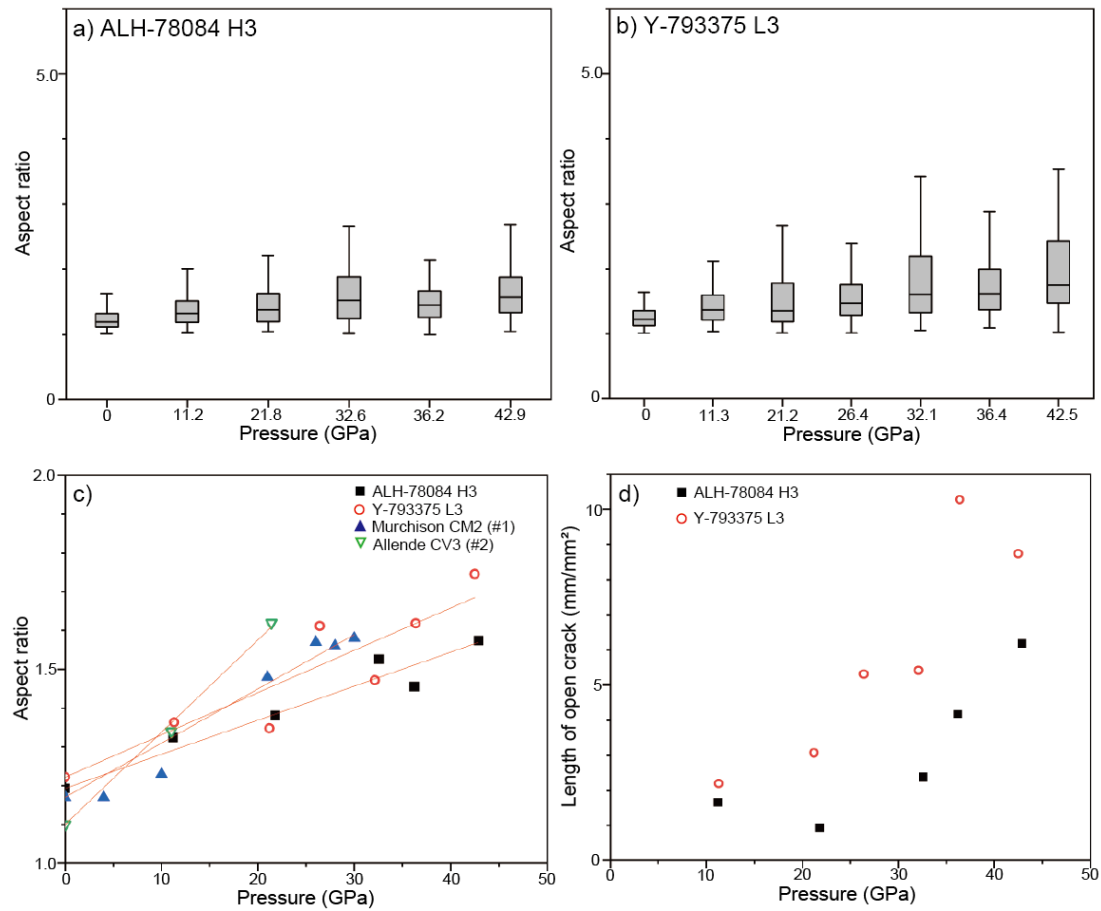 a) ALH-78084 H3
5.0
0
Aspect ratio
0 11.2 21.8 32.6 36.2 42.9
Pressure (GPa)
b) Y-793375 L3
5.0
0
Aspect ratio
0 11.3 21.2 26.4 32.1 36.4 42.5
Pressure (GPa)
c)
ALH-78084 H3
Y-793375 L3
Murchison CM2 (#1)
Allende CV3 (#2)
2.0
1.5
1.0
Aspect ratio
0 10 20 30 40 50
Pressure (GPa)
d)
ALH-78084 H3
Y-793375 L3
10
5
0
Length of open crack (mm/mm²)
0 10 20 30 40 50
Pressure (GPa)